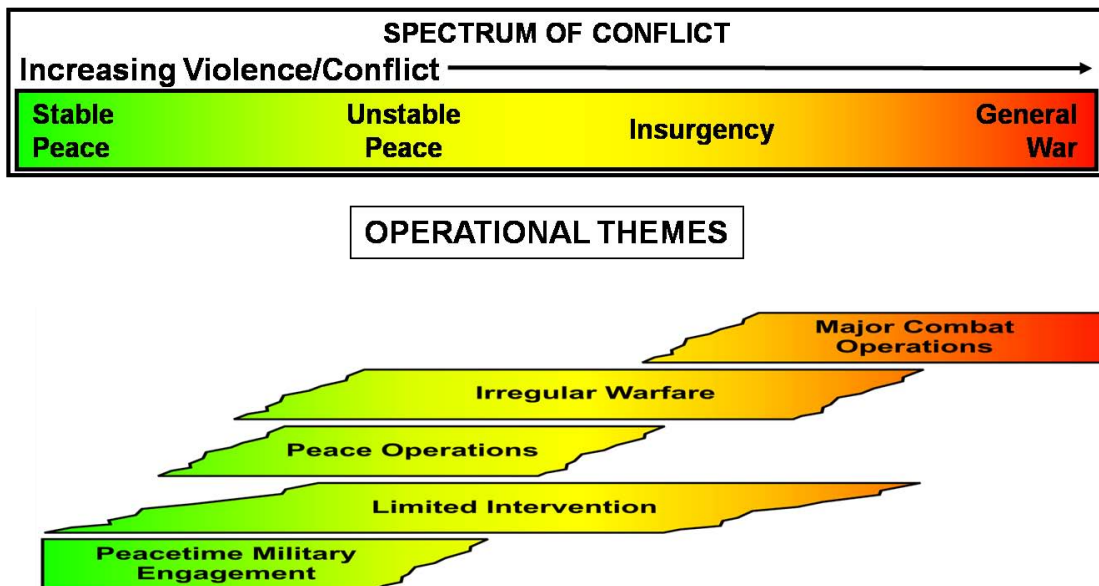 SPECTRUM OF CONFLICT
Increasing Violence/Conflict
Stable
Peace
Unstable
Peace
Insurgency
General
War
OPERATIONAL THEMES
Major Combat
Operations
Irregular Warfare
Peace Operations
Limited Intervention
Peacetime Military
Engagement